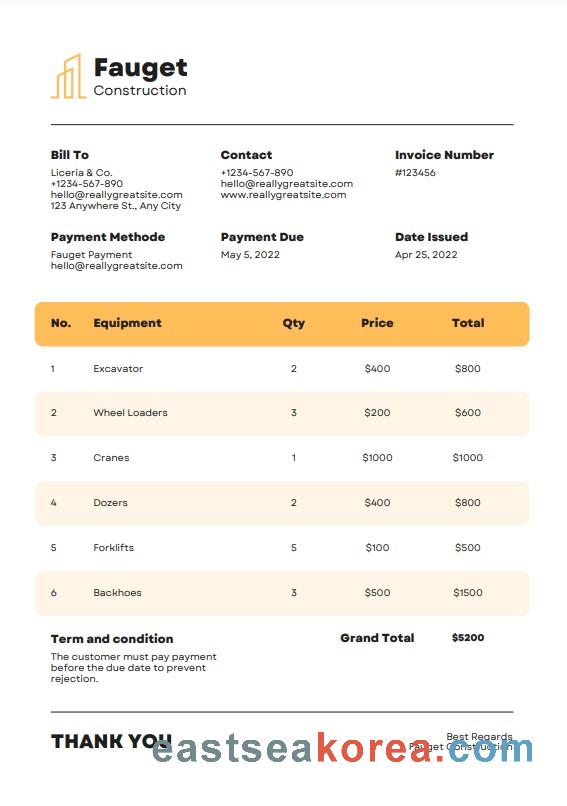 Fauget
Construction
Bill To
Liceria & Co.
+1234-567-890
hello@reallygreatsite.com
123 Anywhere St., Any City
Contact
+1234-567-890
hello@reallygreatsite.com
www.reallygreatsite.com
Invoice Number
#123456
Payment Methode
Fauget Payment
hello@reallygreatsite.com
Payment Due
May 5, 2022
Date Issued
Apr 25, 2022
No. Equipment Qty Price Total
1 Excavator 2 $400 $800
2 Wheel Loaders 3 $200 $600
3 Cranes 1 $1000 $1000
4 Dozers 2 $400 $800
5 Forklifts 5 $100 $500
6 Backhoes 3 $500 $1500
Term and condition
The customer must pay payment
before the due date to prevent
rejection.
Grand Total $5200
THANK YOU
Best Regards
Fauget Construction
eastseakorea.com